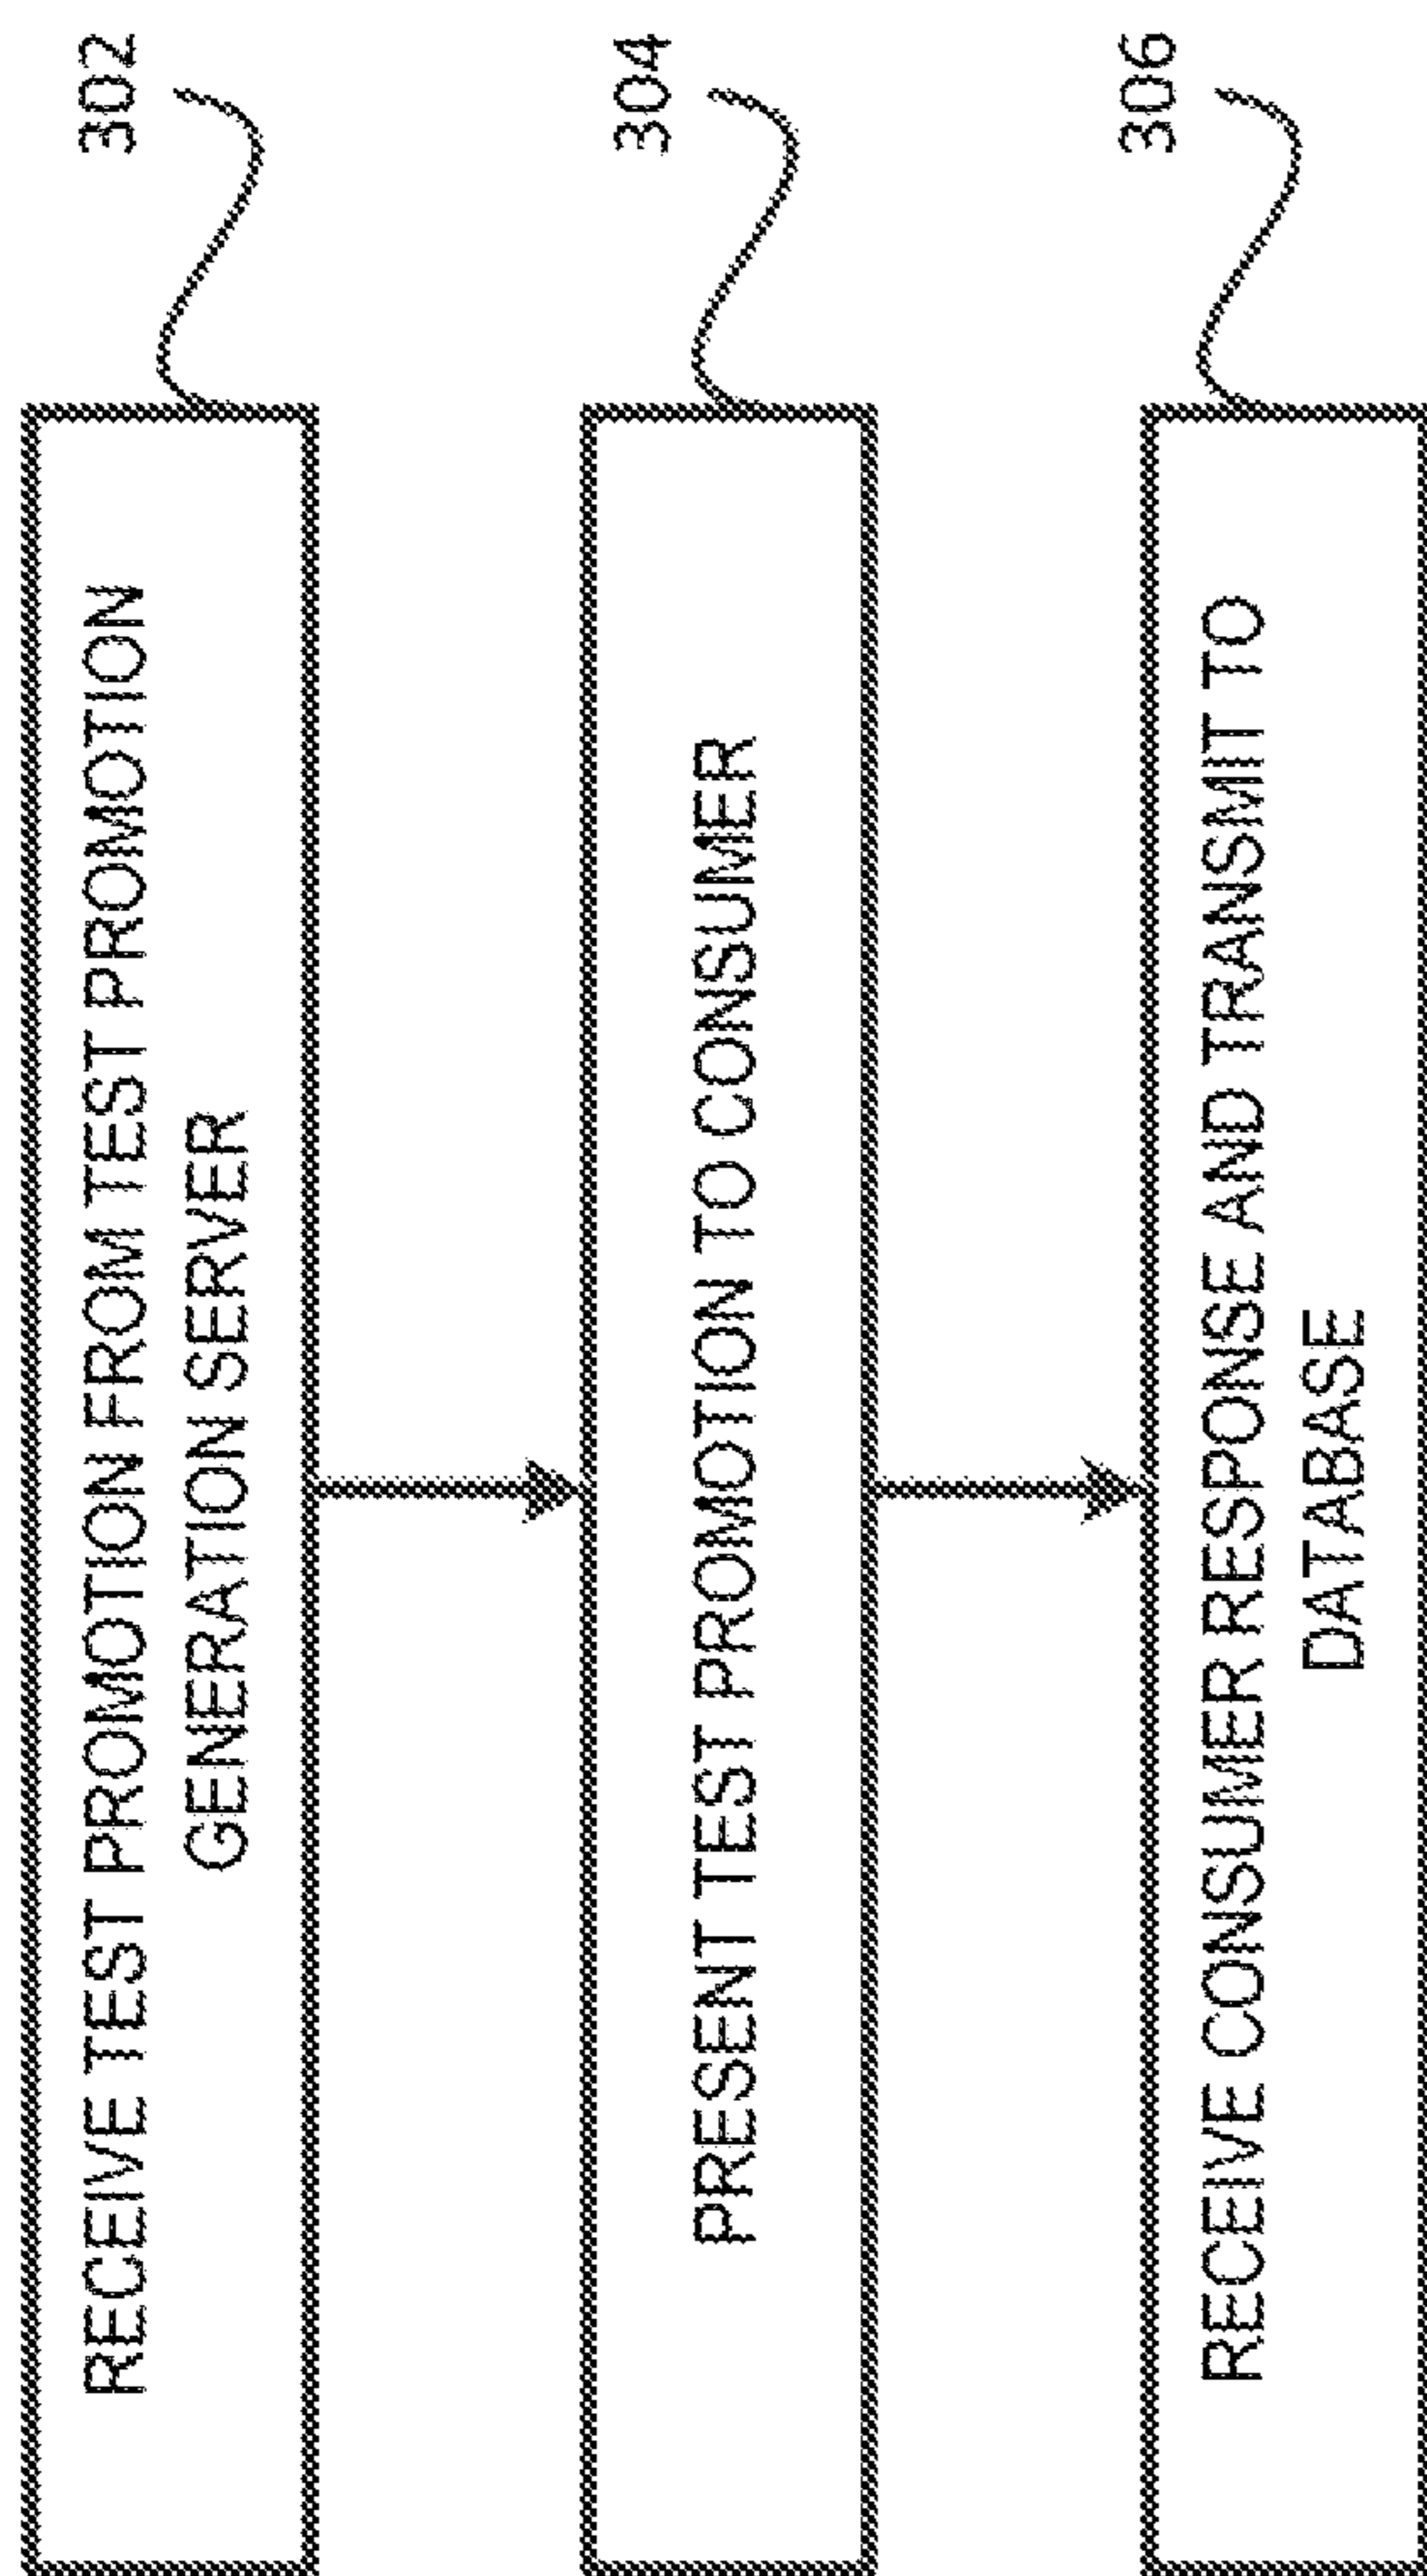 RECEIVE TEST PROMOTION FROM TEST PROMOTION
GENERATION SERVER
302
PRESENT TEST PROMOTION TO CONSUMER
304
RECEIVE CONSUMER RESPONSE AND TRANSMIT TO
DATABASE
306